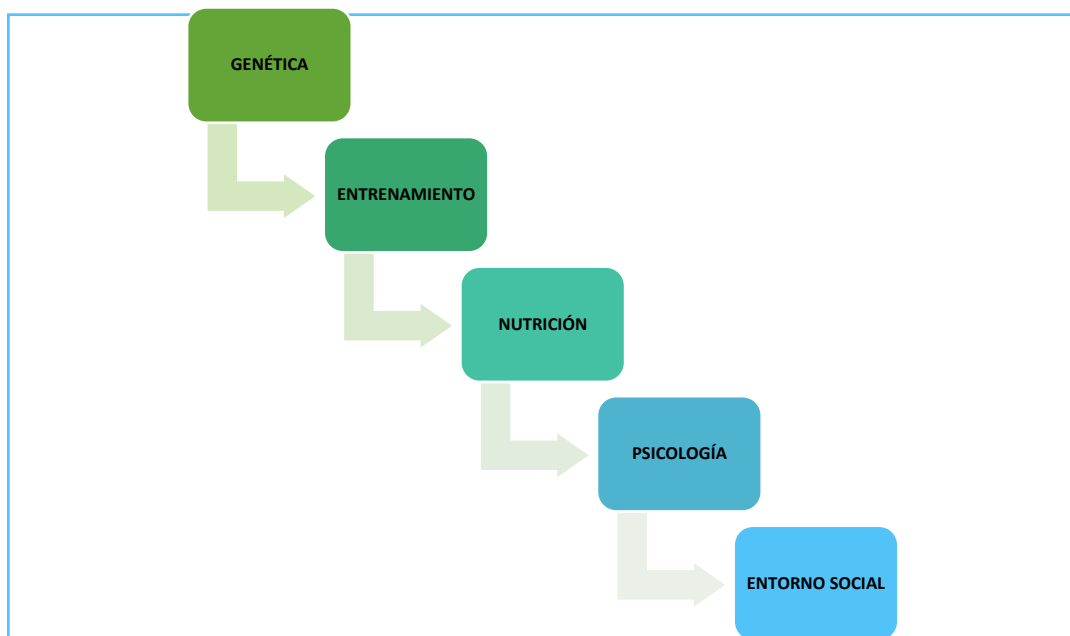 GENÉTICA
ENTRENAMIENTO
NUTRICIÓN
PSICOLOGÍA
ENTORNO SOCIAL